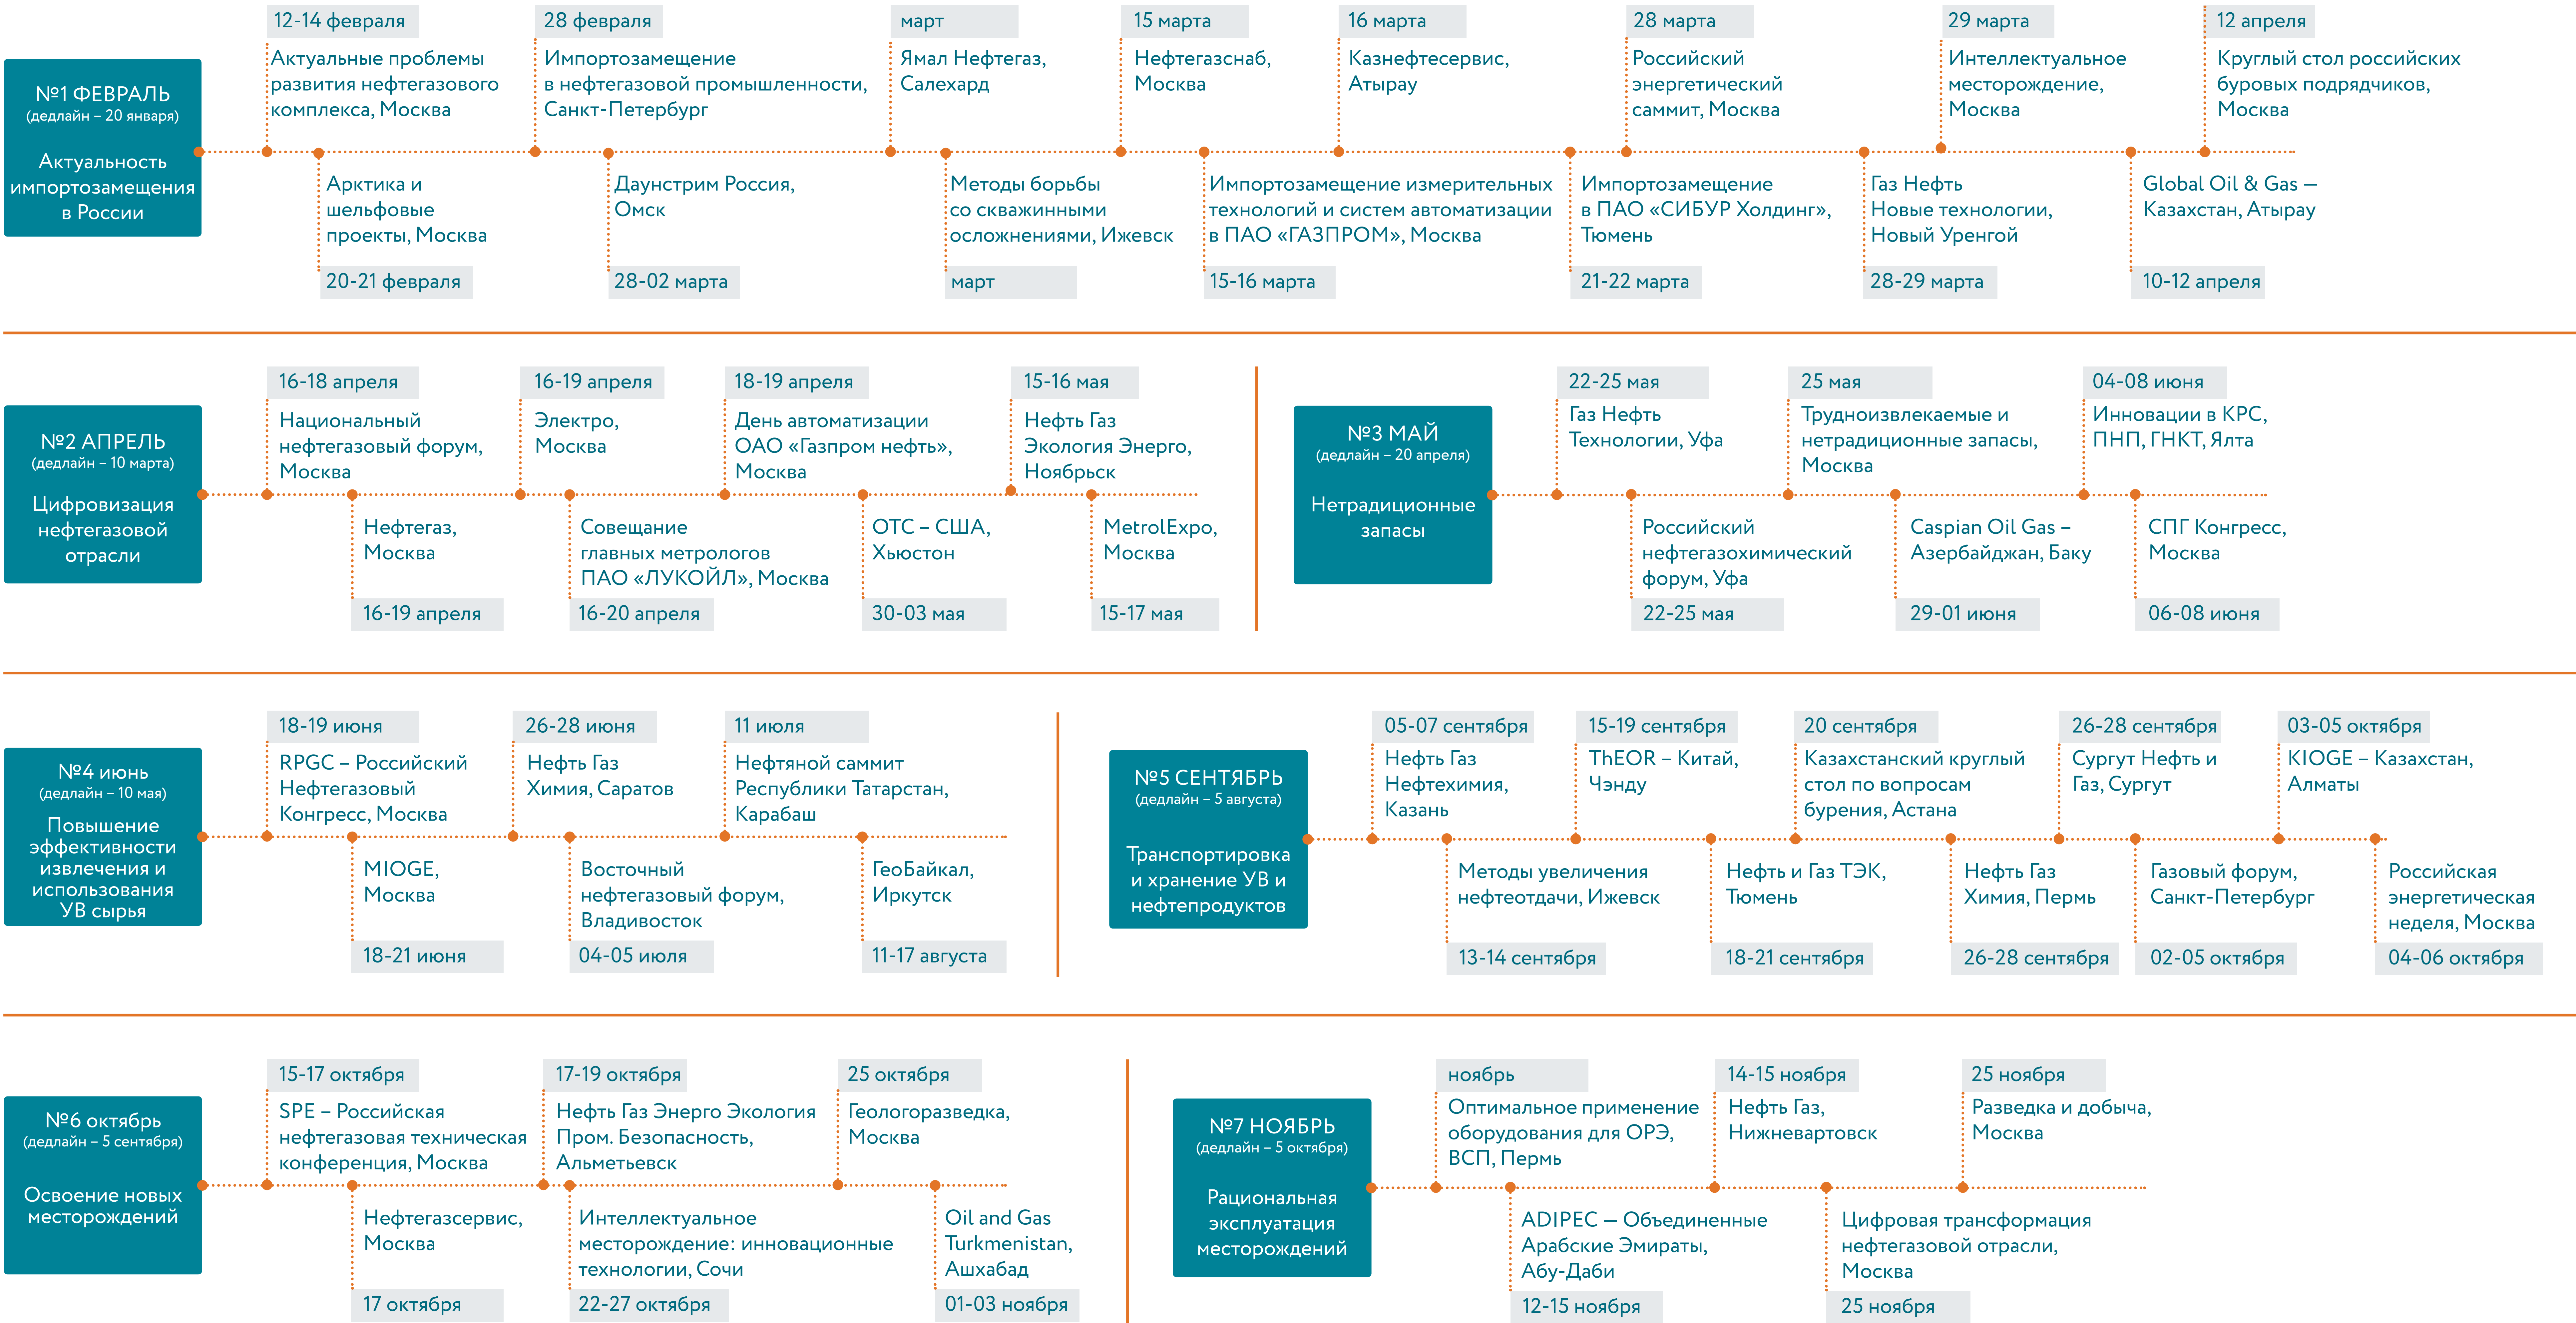 №1 ФЕВРАЛЬ
(дедлайн – 20 января)
Актуальность
импортозамещения
в России
12-14 февраля
Актуальные проблемы
развития нефтегазового
комплекса, Москва
28 февраля
Импортозамещение
в нефтегазовой промышленности,
Санкт-Петербург
март
Ямал Нефтегаз,
Салехард
15 марта
Нефтегазснаб,
Москва
16 марта
Казнефтесервис,
Атырау
28 марта
Российский
энергетический
саммит, Москва
29 марта
Интеллектуальное
месторождение,
Москва
12 апреля
Круглый стол российских
буровых подрядчиков,
Москва
Арктика и
шельфовые
проекты, Москва
20-21 февраля
Даунстрим Россия,
Омск
28-02 марта
Методы борьбы
со скважинными
осложнениями, Ижевск
март
Импортозамещение измерительных
технологий и систем автоматизации
в ПАО «ГАЗПРОМ», Москва
15-16 марта
Импортозамещение
в ПАО «СИБУР Холдинг»,
Тюмень
21-22 марта
Газ Нефть
Новые технологии,
Новый Уренгой
28-29 марта
Global Oil & Gas —
Казахстан, Атырау
10-12 апреля
№2 АПРЕЛЬ
(дедлайн – 10 марта)
Цифровизация
нефтегазовой
отрасли
16-18 апреля
Национальный
нефтегазовый форум,
Москва
16-19 апреля
Электро,
Москва
18-19 апреля
День автоматизации
ОАО «Газпром нефть»,
Москва
15-16 мая
Нефть Газ
Экология Энерго,
Ноябрьск
Нефтегаз,
Москва
16-19 апреля
Совещание
главных метрологов
ПАО «ЛУКОЙЛ», Москва
16-20 апреля
ОТС – США,
Хьюстон
30-03 мая
MetrolExpo,
Москва
15-17 мая
№3 МАЙ
(дедлайн – 20 апреля)
Нетрадиционные
запасы
22-25 мая
Газ Нефть
Технологии, Уфа
25 мая
Трудноизвлекаемые и
нетрадиционные запасы,
Москва
04-08 июня
Инновации в КРС,
ПНП, ГНКТ, Ялта
Российский
нефтегазохимический
форум, Уфа
22-25 мая
Caspian Oil Gas –
Азербайджан, Баку
29-01 июня
СПГ Конгресс,
Москва
06-08 июня
№4 июнь
(дедлайн – 10 мая)
Повышение
эффективности
извлечения и
использования
УВ сырья
18-19 июня
RPGC – Российский
Нефтегазовый
Конгресс, Москва
26-28 июня
Нефть Газ
Химия, Саратов
11 июля
Нефтяной саммит
Республики Татарстан,
Карабаш
MIOGE,
Москва
18-21 июня
Восточный
нефтегазовый форум,
Владивосток
04-05 июля
ГеоБайкал,
Иркутск
11-17 августа
№5 СЕНТЯБРЬ
(дедлайн – 5 августа)
Транспортировка
и хранение УВ и
нефтепродуктов
05-07 сентября
Нефть Газ
Нефтехимия,
Казань
15-19 сентября
ThEOR – Китай,
Чэнду
20 сентября
Казахстанский круглый
стол по вопросам
бурения, Астана
26-28 сентября
Сургут Нефть и
Газ, Сургут
03-05 октября
KIOGE – Казахстан,
Алматы
Методы увеличения
нефтеотдачи, Ижевск
13-14 сентября
Нефть и Газ ТЭК,
Тюмень
18-21 сентября
Нефть Газ
Химия, Пермь
26-28 сентября
Газовый форум,
Санкт-Петербург
02-05 октября
Российская
энергетическая
неделя, Москва
04-06 октября
№6 октябрь
(дедлайн – 5 сентября)
Освоение новых
месторождений
15-17 октября
SPE – Российская
нефтегазовая техническая
конференция, Москва
17-19 октября
Нефть Газ Энерго Экология
Пром. Безопасность,
Альметьевск
25 октября
Геологоразведка,
Москва
Нефтегазсервис,
Москва
17 октября
Интеллектуальное
месторождение: инновационные
технологии, Сочи
22-27 октября
Oil and Gas
Turkmenistan,
Ашхабад
01-03 ноября
№7 НОЯБРЬ
(дедлайн – 5 октября)
Рациональная
эксплуатация
месторождений
ноябрь
Оптимальное применение
оборудования для ОРЭ,
ВСП, Пермь
14-15 ноября
Нефть Газ,
Нижневартовск
25 ноября
Разведка и добыча,
Москва
ADIPEC — Объединенные
Арабские Эмираты,
Абу-Даби
12-15 ноября
Цифровая трансформация
нефтегазовой отрасли,
Москва
25 ноября